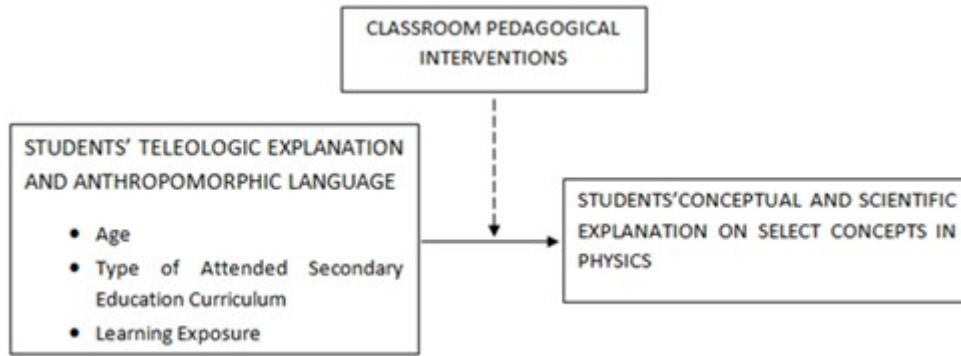 CLASSROOM PEDAGOGICAL
INTERVENTIONS
STUDENTS' TELEOLOGIC EXPLANATION
AND ANTHROPOMORPHIC LANGUAGE
• Age
• Type of Attended Secondary
Education Curriculum
• Learning Exposure
STUDENTS'CONCEPTUAL AND SCIENTIFIC
EXPLANATION ON SELECT CONCEPTS IN
PHYSICS